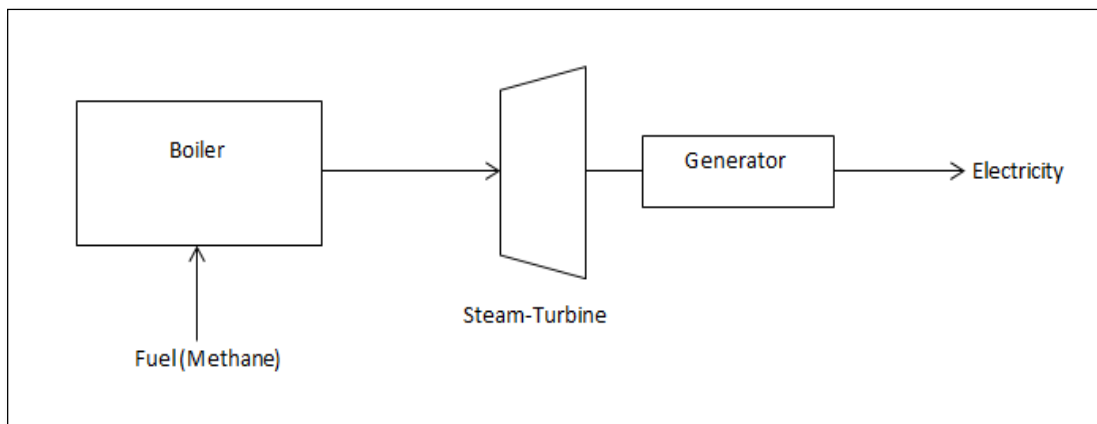 Boiler
Generator
Electricity
Steam-Turbine
Fuel (Methane)